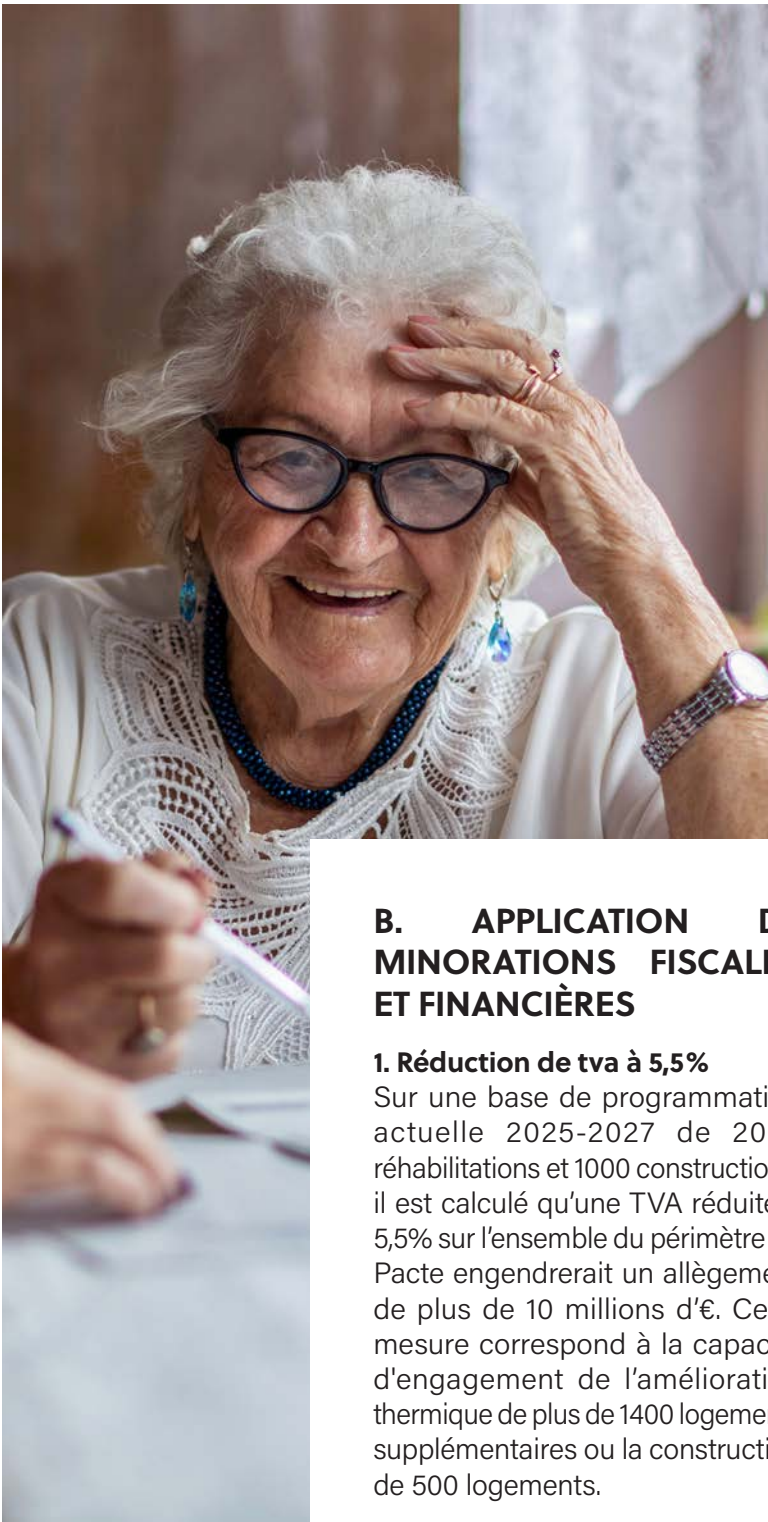 B. APPLICATION D
MINORATIONS FISCAL
ET FINANCIÈRES
1. Réduction de tva à 5,5%
Sur une base de programmati
actuelle 2025-2027 de 20
réhabilitations et 1000 constructio
il est calculé qu’une TVA réduite
5,5% sur l’ensemble du périmètre
Pacte engendrerait un allègeme
de plus de 10 millions d’€. Ce
mesure correspond à la capac
d'engagement de l’améliorati
thermique de plus de 1400 logeme
supplémentaires ou la constructi
de 500 logements.